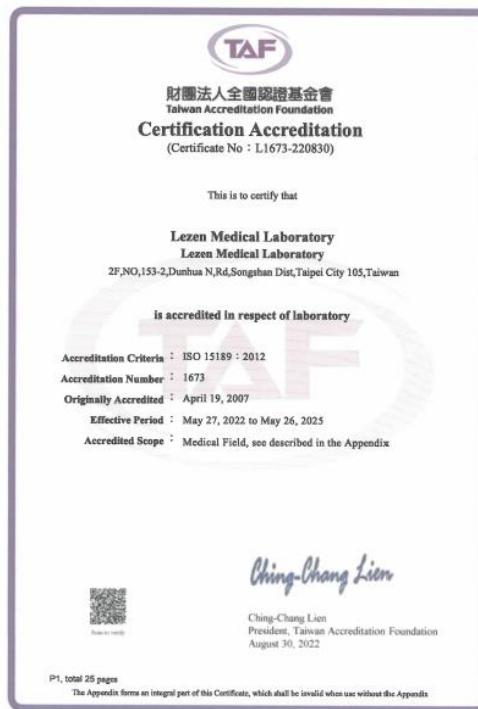 TAF
財團法人全國認證基金會
Taiwan Accreditation Foundation
Certification Accreditation
(Certificate No：L1673-220830)
This is to certify that
Lezen Medical Laboratory
Lezen Medical Laboratory
2F,NO,153-2,Dunhua N,Rd,Songshan Dist,Taipei City 105,Taiwan
is accredited in respect of laboratory
Accreditation Criteria： ISO 15189：2012
Accreditation Number： 1673
Originally Accredited： April 19, 2007
Effective Period： May 27, 2022 to May 26, 2025
Accredited Scope： Medical Field, see described in the Appendix
Ching-Chang Lien
Ching-Chang Lien
President, Taiwan Accreditation Foundation
August 30, 2022
P1, total 25 pages
The Appendix forms an integral part of this Certificate, which shall be invalid when use without the Appendix